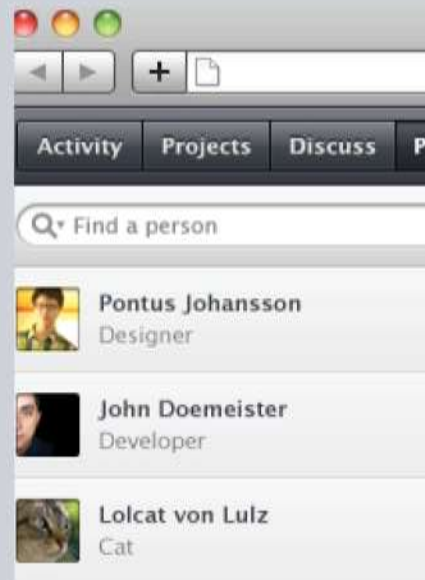 Activity Projects Discuss P
Find a person
Pontus Johansson
Designer
John Doemeister
Developer
Lolcat von Lulz
Cat